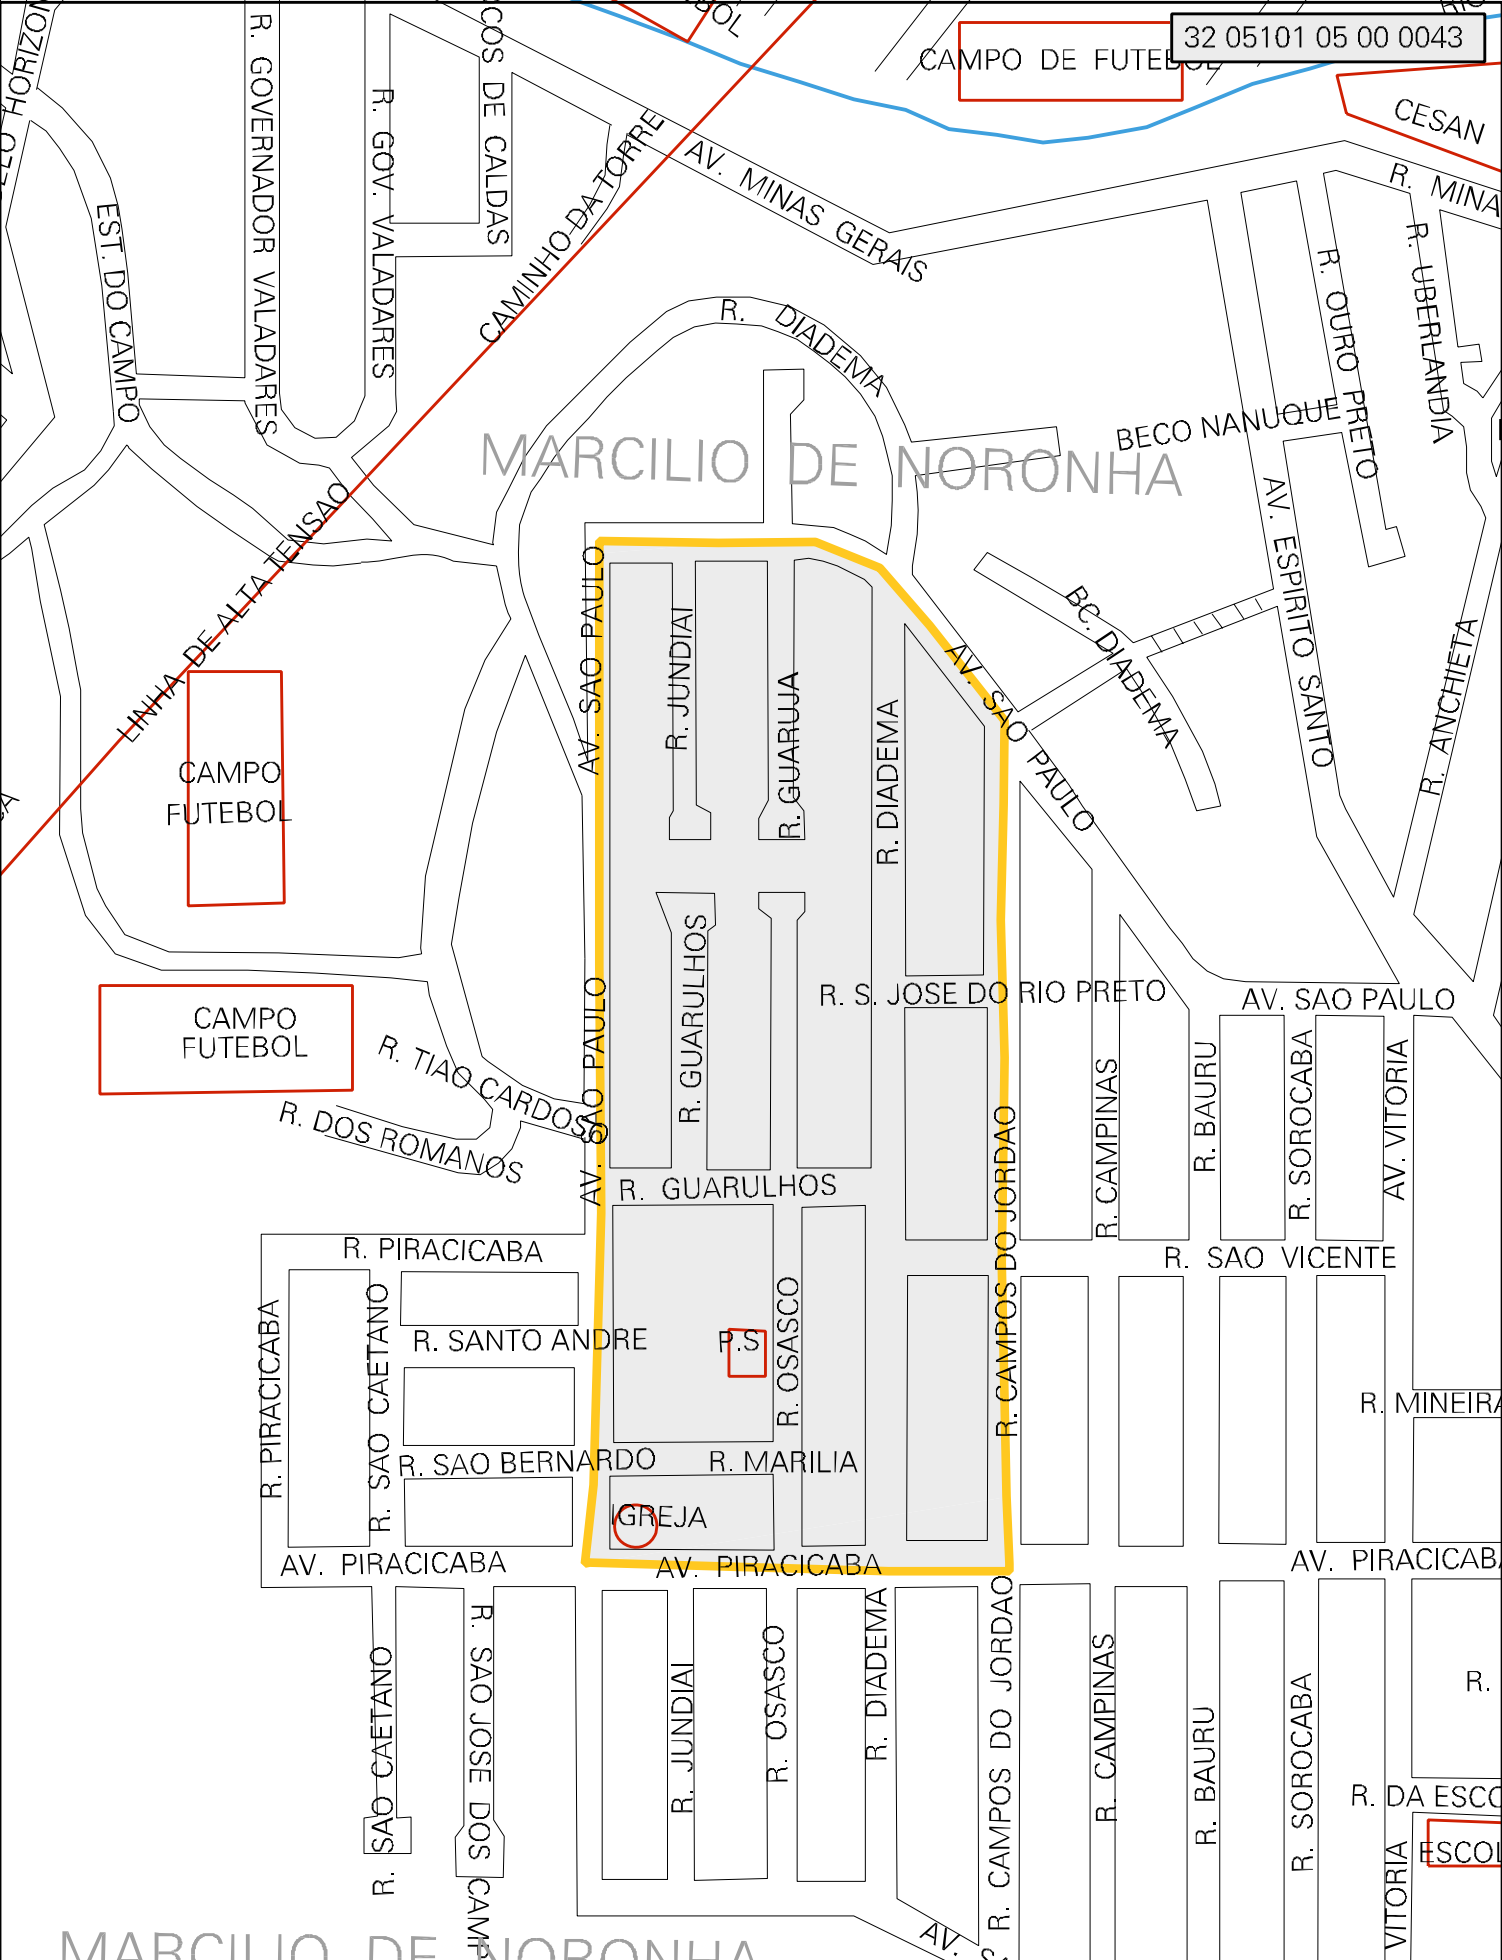 32 05101 05 00 0043
CAMPO DE FUTEBOL
CESAN
R. GOVERNADOR VALADARES
R. GOV. VALADARES
COS DE CALDAS
CAMINHO DA TORRE
AV. MINAS GERAIS
R. MINA
EST. DO CAMPO
R. DIADEMA
R. OURO PRETO
R. UBERLANDIA
BECO NANUQUE
MARCILIO DE NORONHA
LINHA DE ALTA TENSAO
AV. SAO PAULO
R. JUNDIAI
R. GUARUJA
R. DIADEMA
AV. SAO PAULO
BC. DIADEMA
AV. ESPIRITO SANTO
R. ANCHIETA
CAMPO
FUTEBOL
CAMPO
FUTEBOL
R. TIAO CARDOSO
R. DOS ROMANOS
AV. SAO PAULO
R. GUARULHOS
R. S. JOSE DO RIO PRETO
AV. SAO PAULO
R. CAMPINAS
R. BAURU
R. SOROCABA
AV. VITORIA
R. CAMPOS DO JORDAO
R. GUARULHOS
R. PIRACICABA
R. SAO VICENTE
R. PIRACICABA
R. SAO CAETANO
R. SANTO ANDRE
P.S
R. OSASCO
R. MINEIRA
R. SAO BERNARDO
R. MARILIA
IGREJA
AV. PIRACICABA
AV. PIRACICABA
AV. PIRACICABA
R. SAO CAETANO
R. SAO JOSE DOS CAMP
R. JUNDIAI
R. OSASCO
R. DIADEMA
R. CAMPOS DO JORDAO
R. CAMPINAS
R. BAURU
R. SOROCABA
R.
R. DA ESCO
ESCOL
VITORIA
MARCILIO DE NORONHA
AV. S